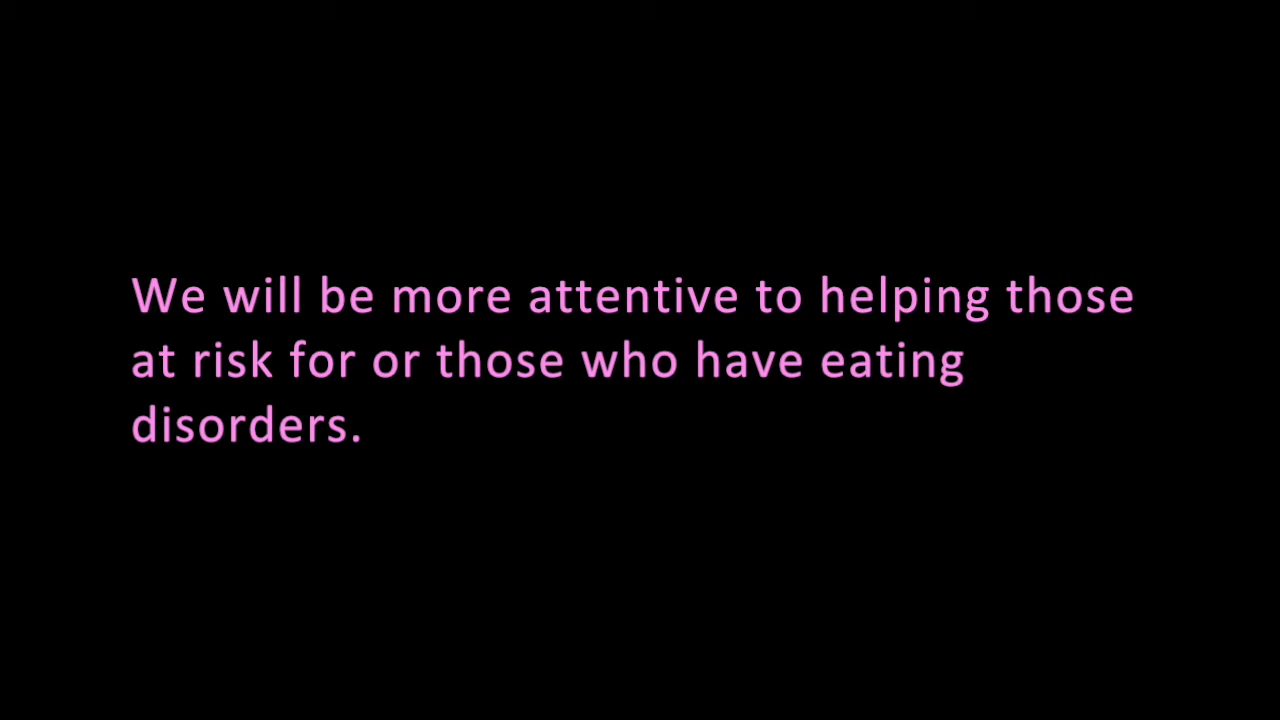 We will be more attentive to helping those
at risk for or those who have eating
disorders.